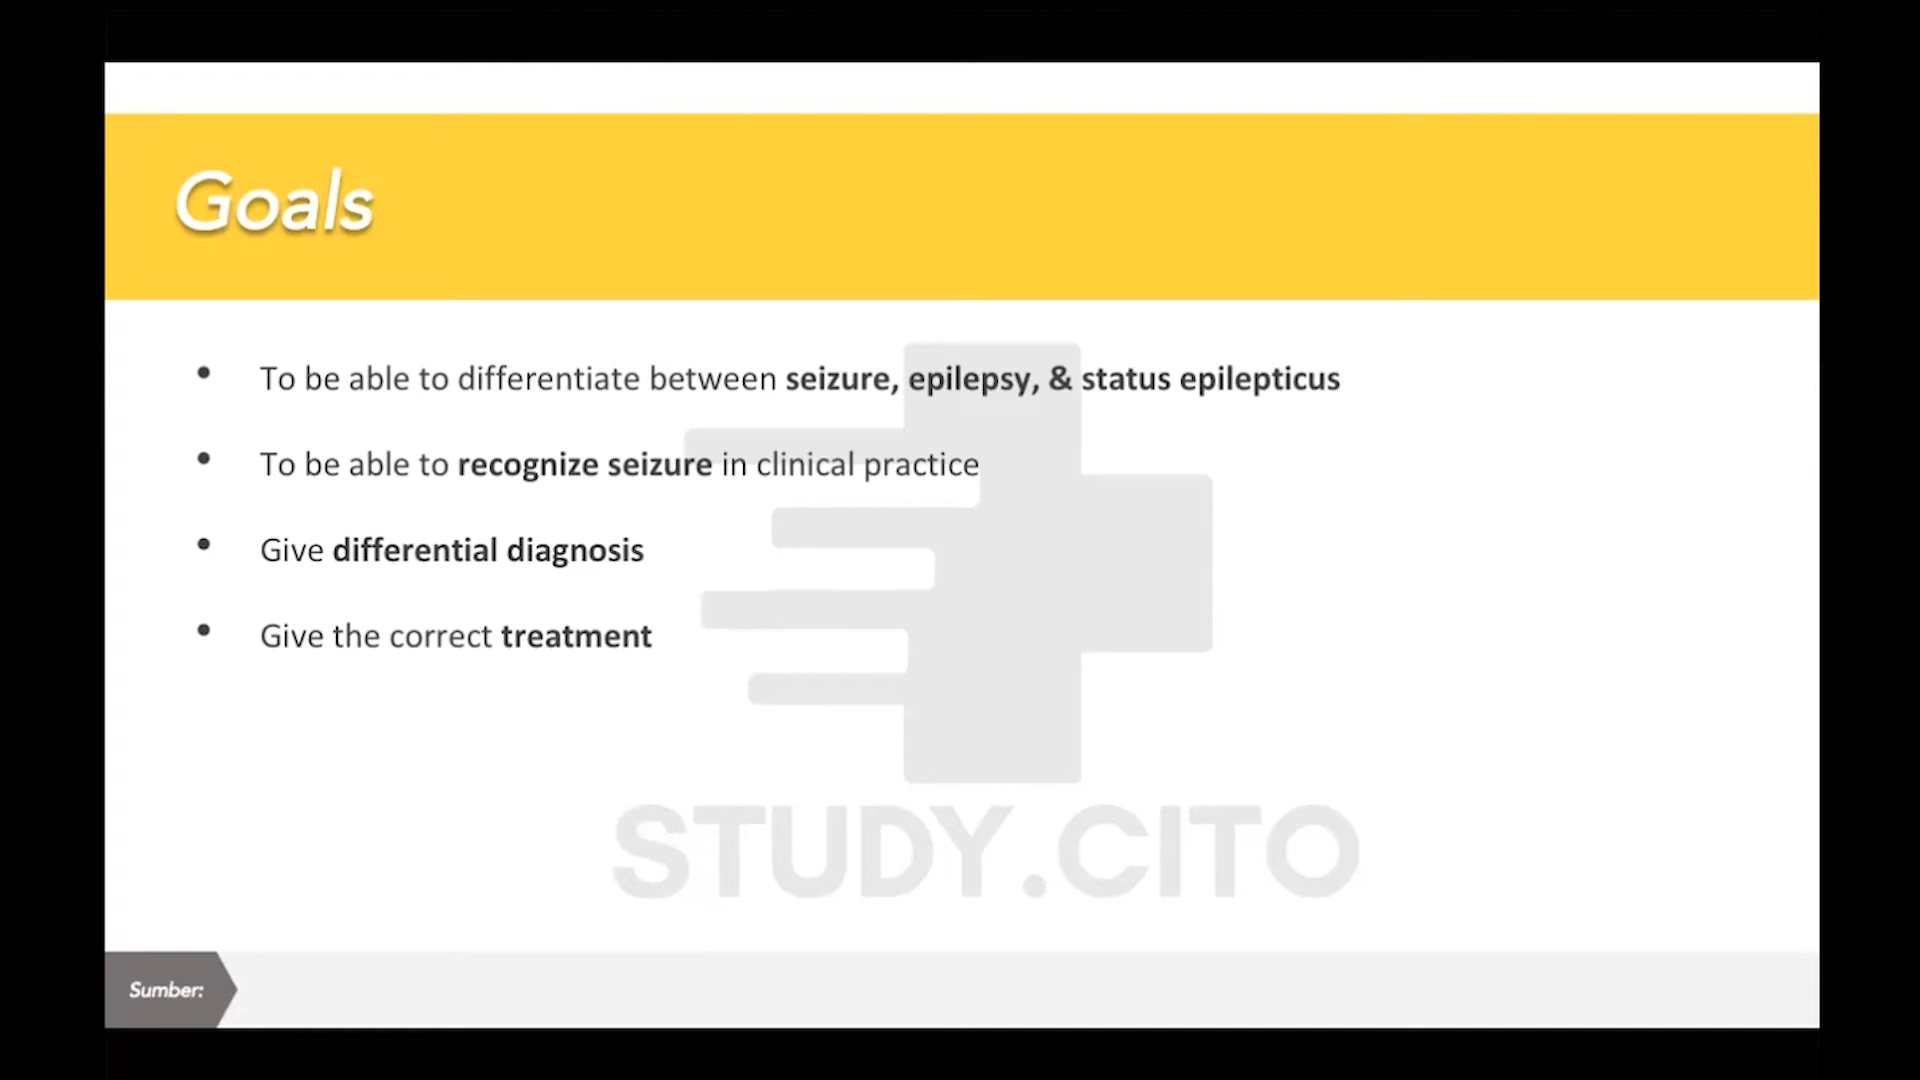 Goals
• To be able to differentiate between seizure, epilepsy, & status epilepticus
• To be able to recognize seizure in clinical practice
• Give differential diagnosis
• Give the correct treatment
STUDY.CITO
Sumber: